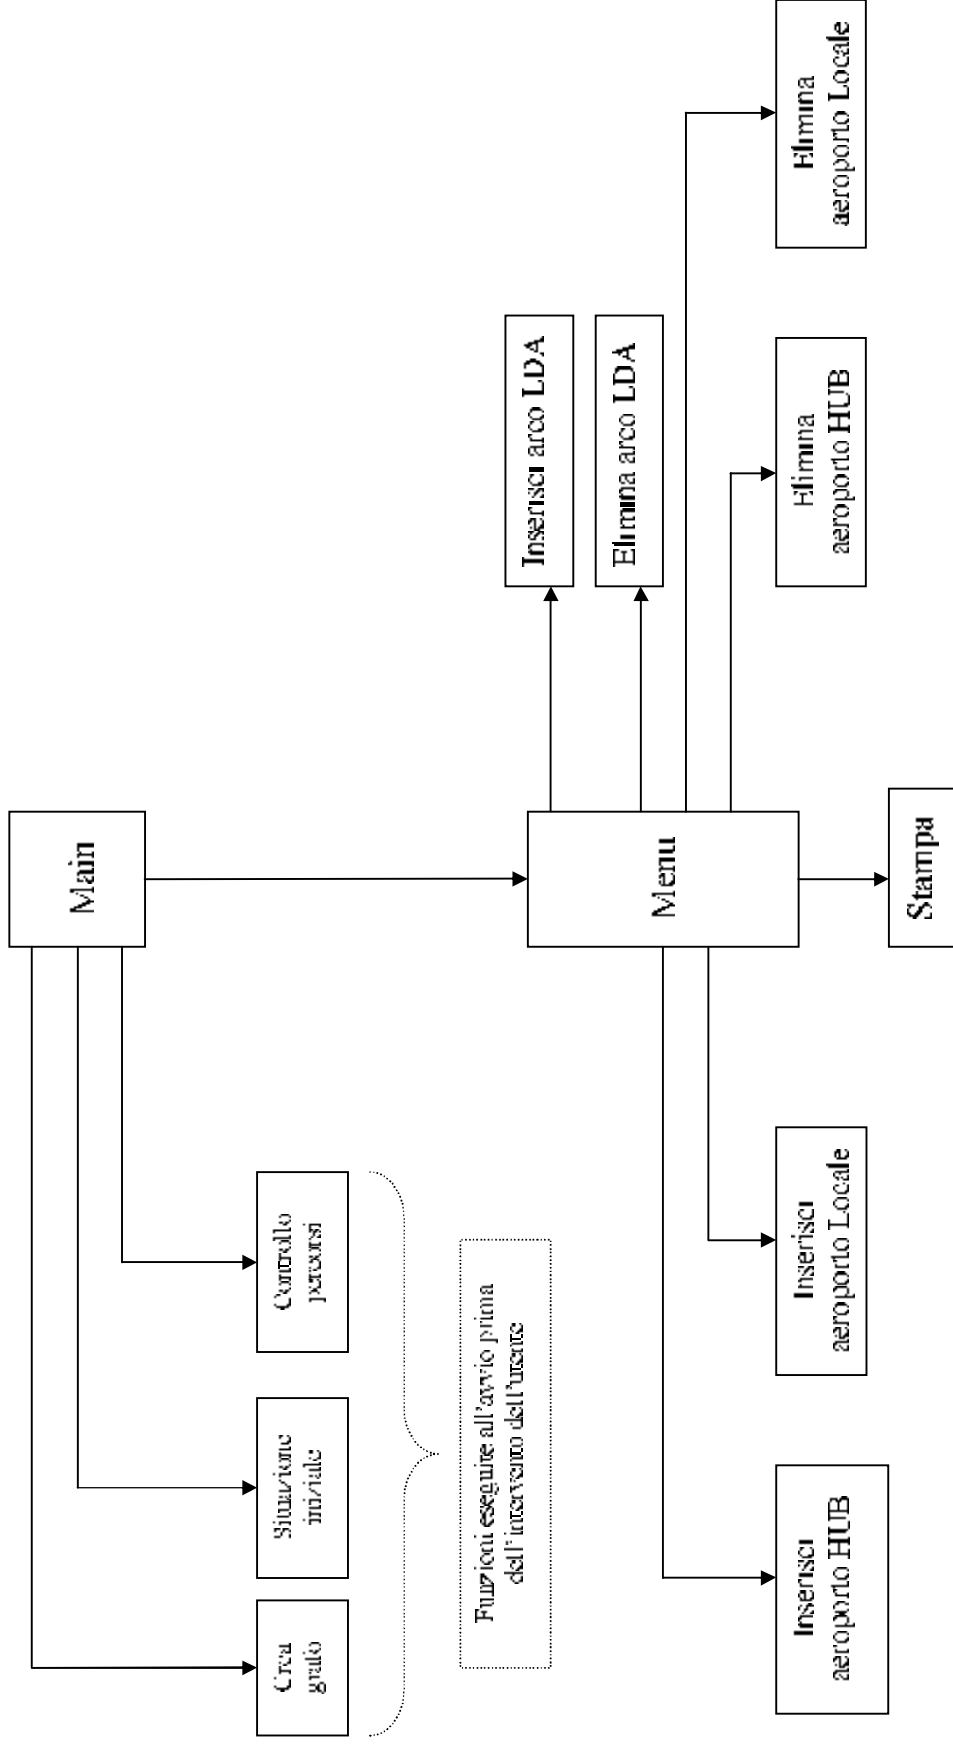 Main
Crea
grafo
Situazione
iniziale
Controllo
percorsi
Funzioni eseguite all'avvio prima
dell'intervento dell'utente
Menu
Inserisci arco LDA
Elimina arco LDA
Inserisci
aeroporto HUB
Inserisci
aeroporto Locale
Stampa
Elimina
aeroporto HUB
Elimina
aeroporto Locale